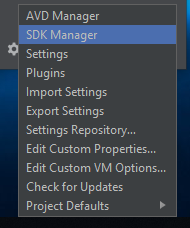 AVD Manager
SDK Manager
Settings
Plugins
Import Settings
Export Settings
Settings Repository...
Edit Custom Properties...
Edit Custom VM Options...
Check for Updates
Project Defaults